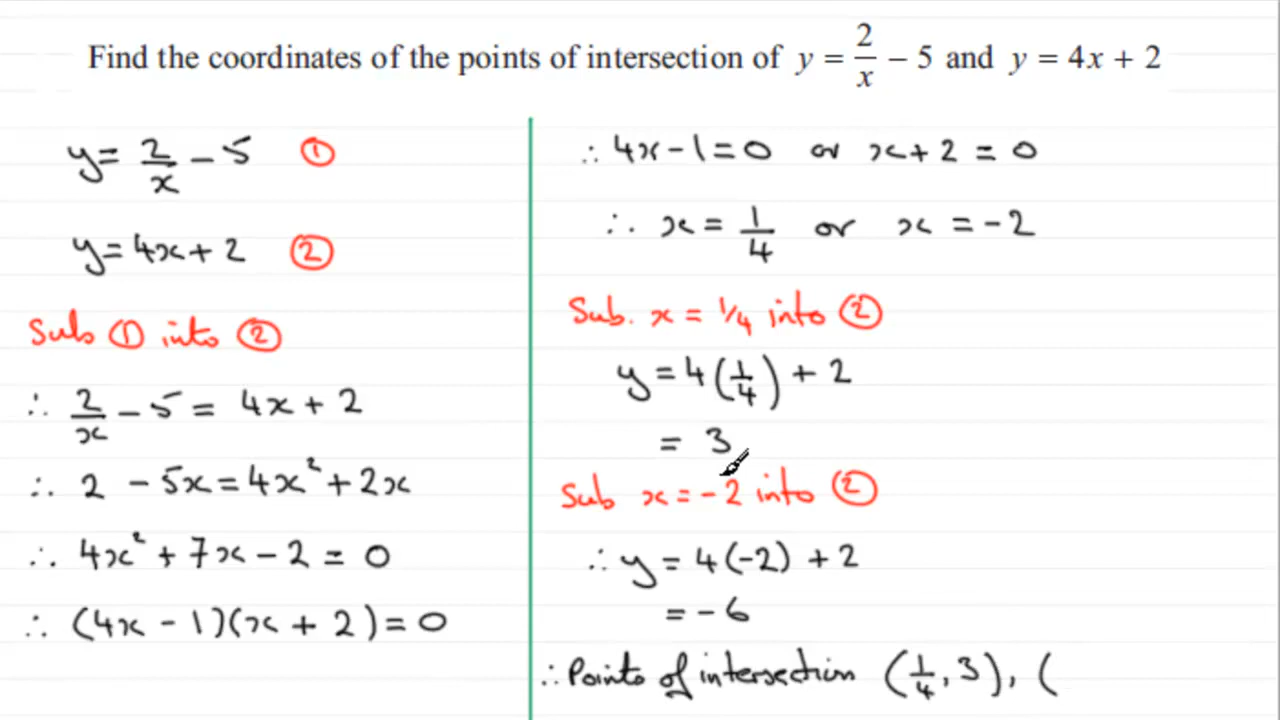 Find the coordinates of the points of intersection of y = 2/x − 5 and y = 4x + 2
y = 2/x − 5 ①
y = 4x + 2 ②
Sub ① into ②
∴ 2/x − 5 = 4x + 2
∴ 2 − 5x = 4x² + 2x
∴ 4x² + 7x − 2 = 0
∴ (4x − 1)(x + 2) = 0
∴ 4x − 1 = 0 or x + 2 = 0
∴ x = 1/4 or x = −2
Sub. x = 1/4 into ②
y = 4(1/4) + 2
= 3
Sub x = −2 into ②
∴ y = 4(−2) + 2
= −6
∴ Points of intersection (1/4, 3), (